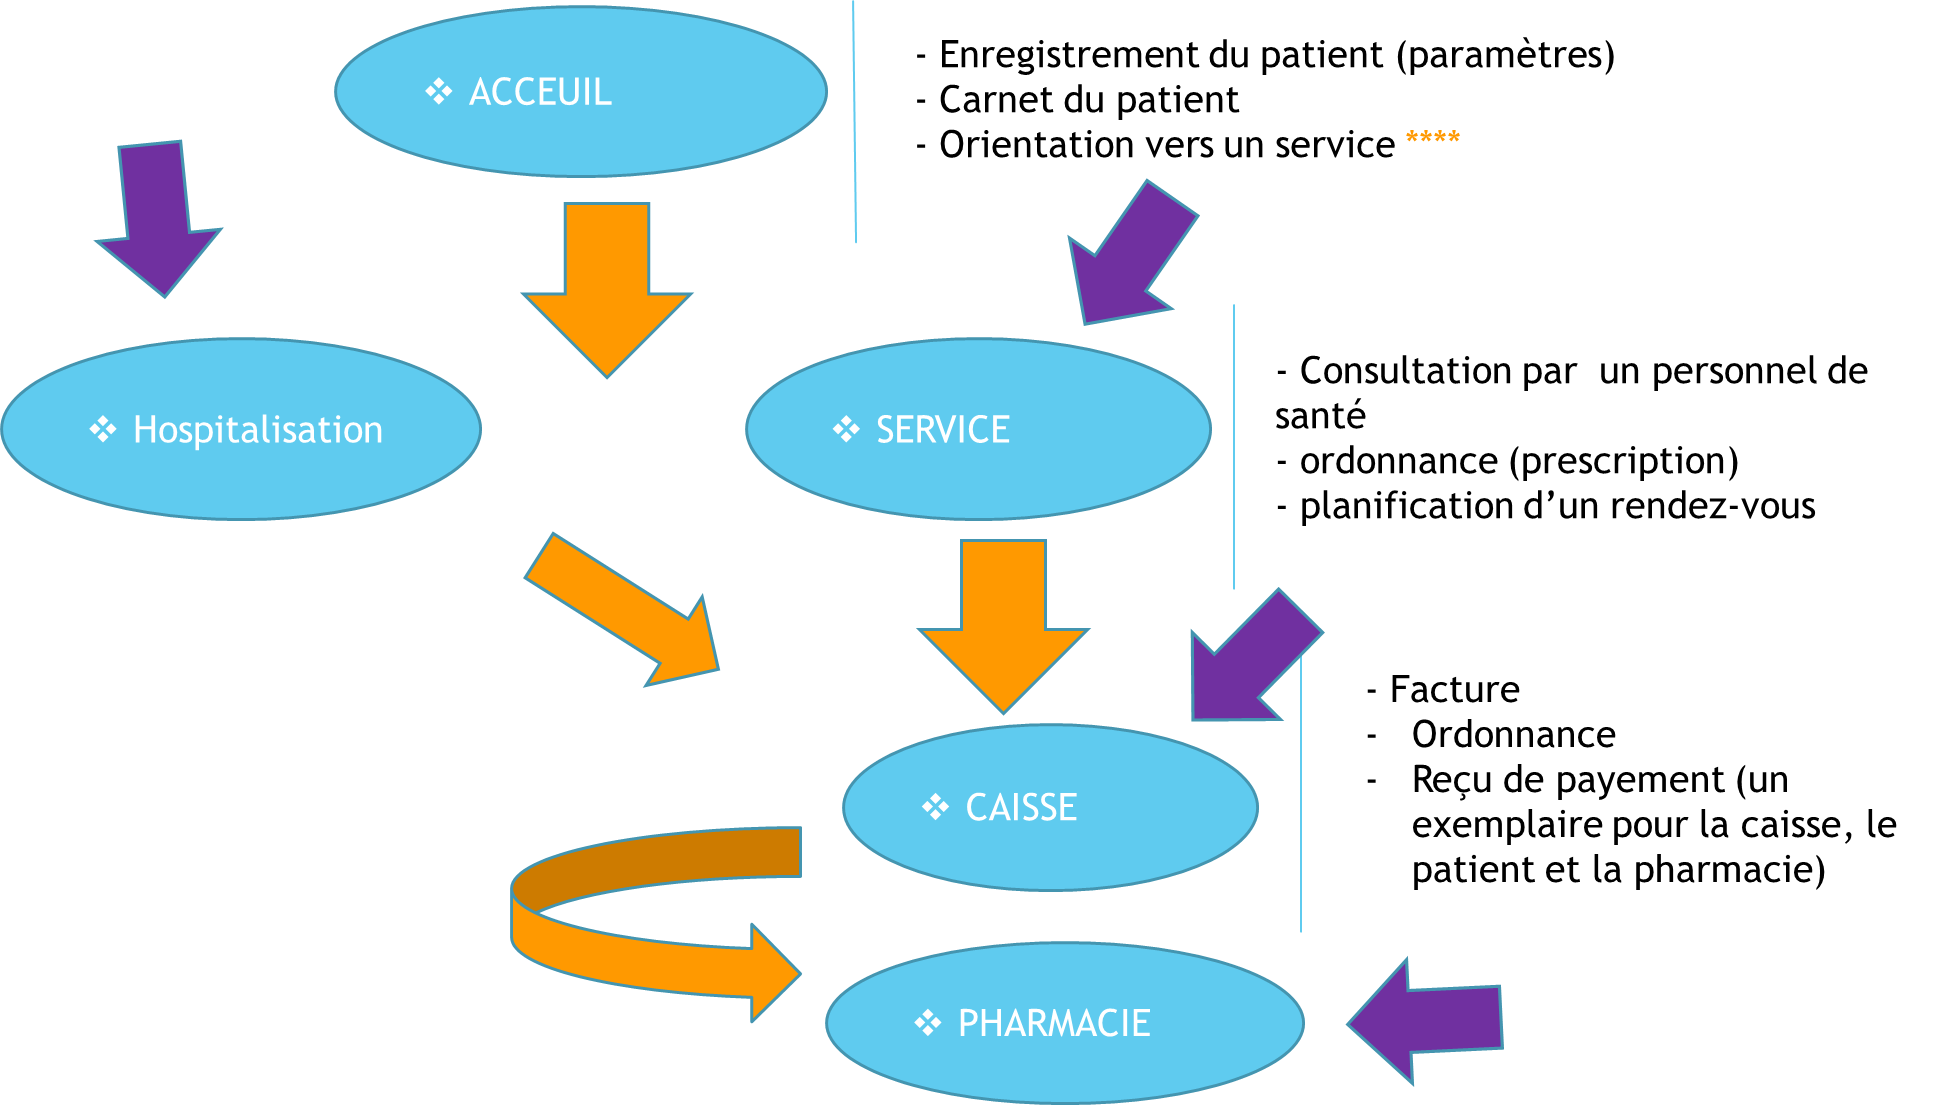 ❖ ACCEUIL
- Enregistrement du patient (paramètres)
- Carnet du patient
- Orientation vers un service ****
❖ Hospitalisation
❖ SERVICE
- Consultation par  un personnel de
santé
- ordonnance (prescription)
- planification d’un rendez-vous
- Facture
- Ordonnance
- Reçu de payement (un
exemplaire pour la caisse, le
patient et la pharmacie)
❖ CAISSE
❖ PHARMACIE